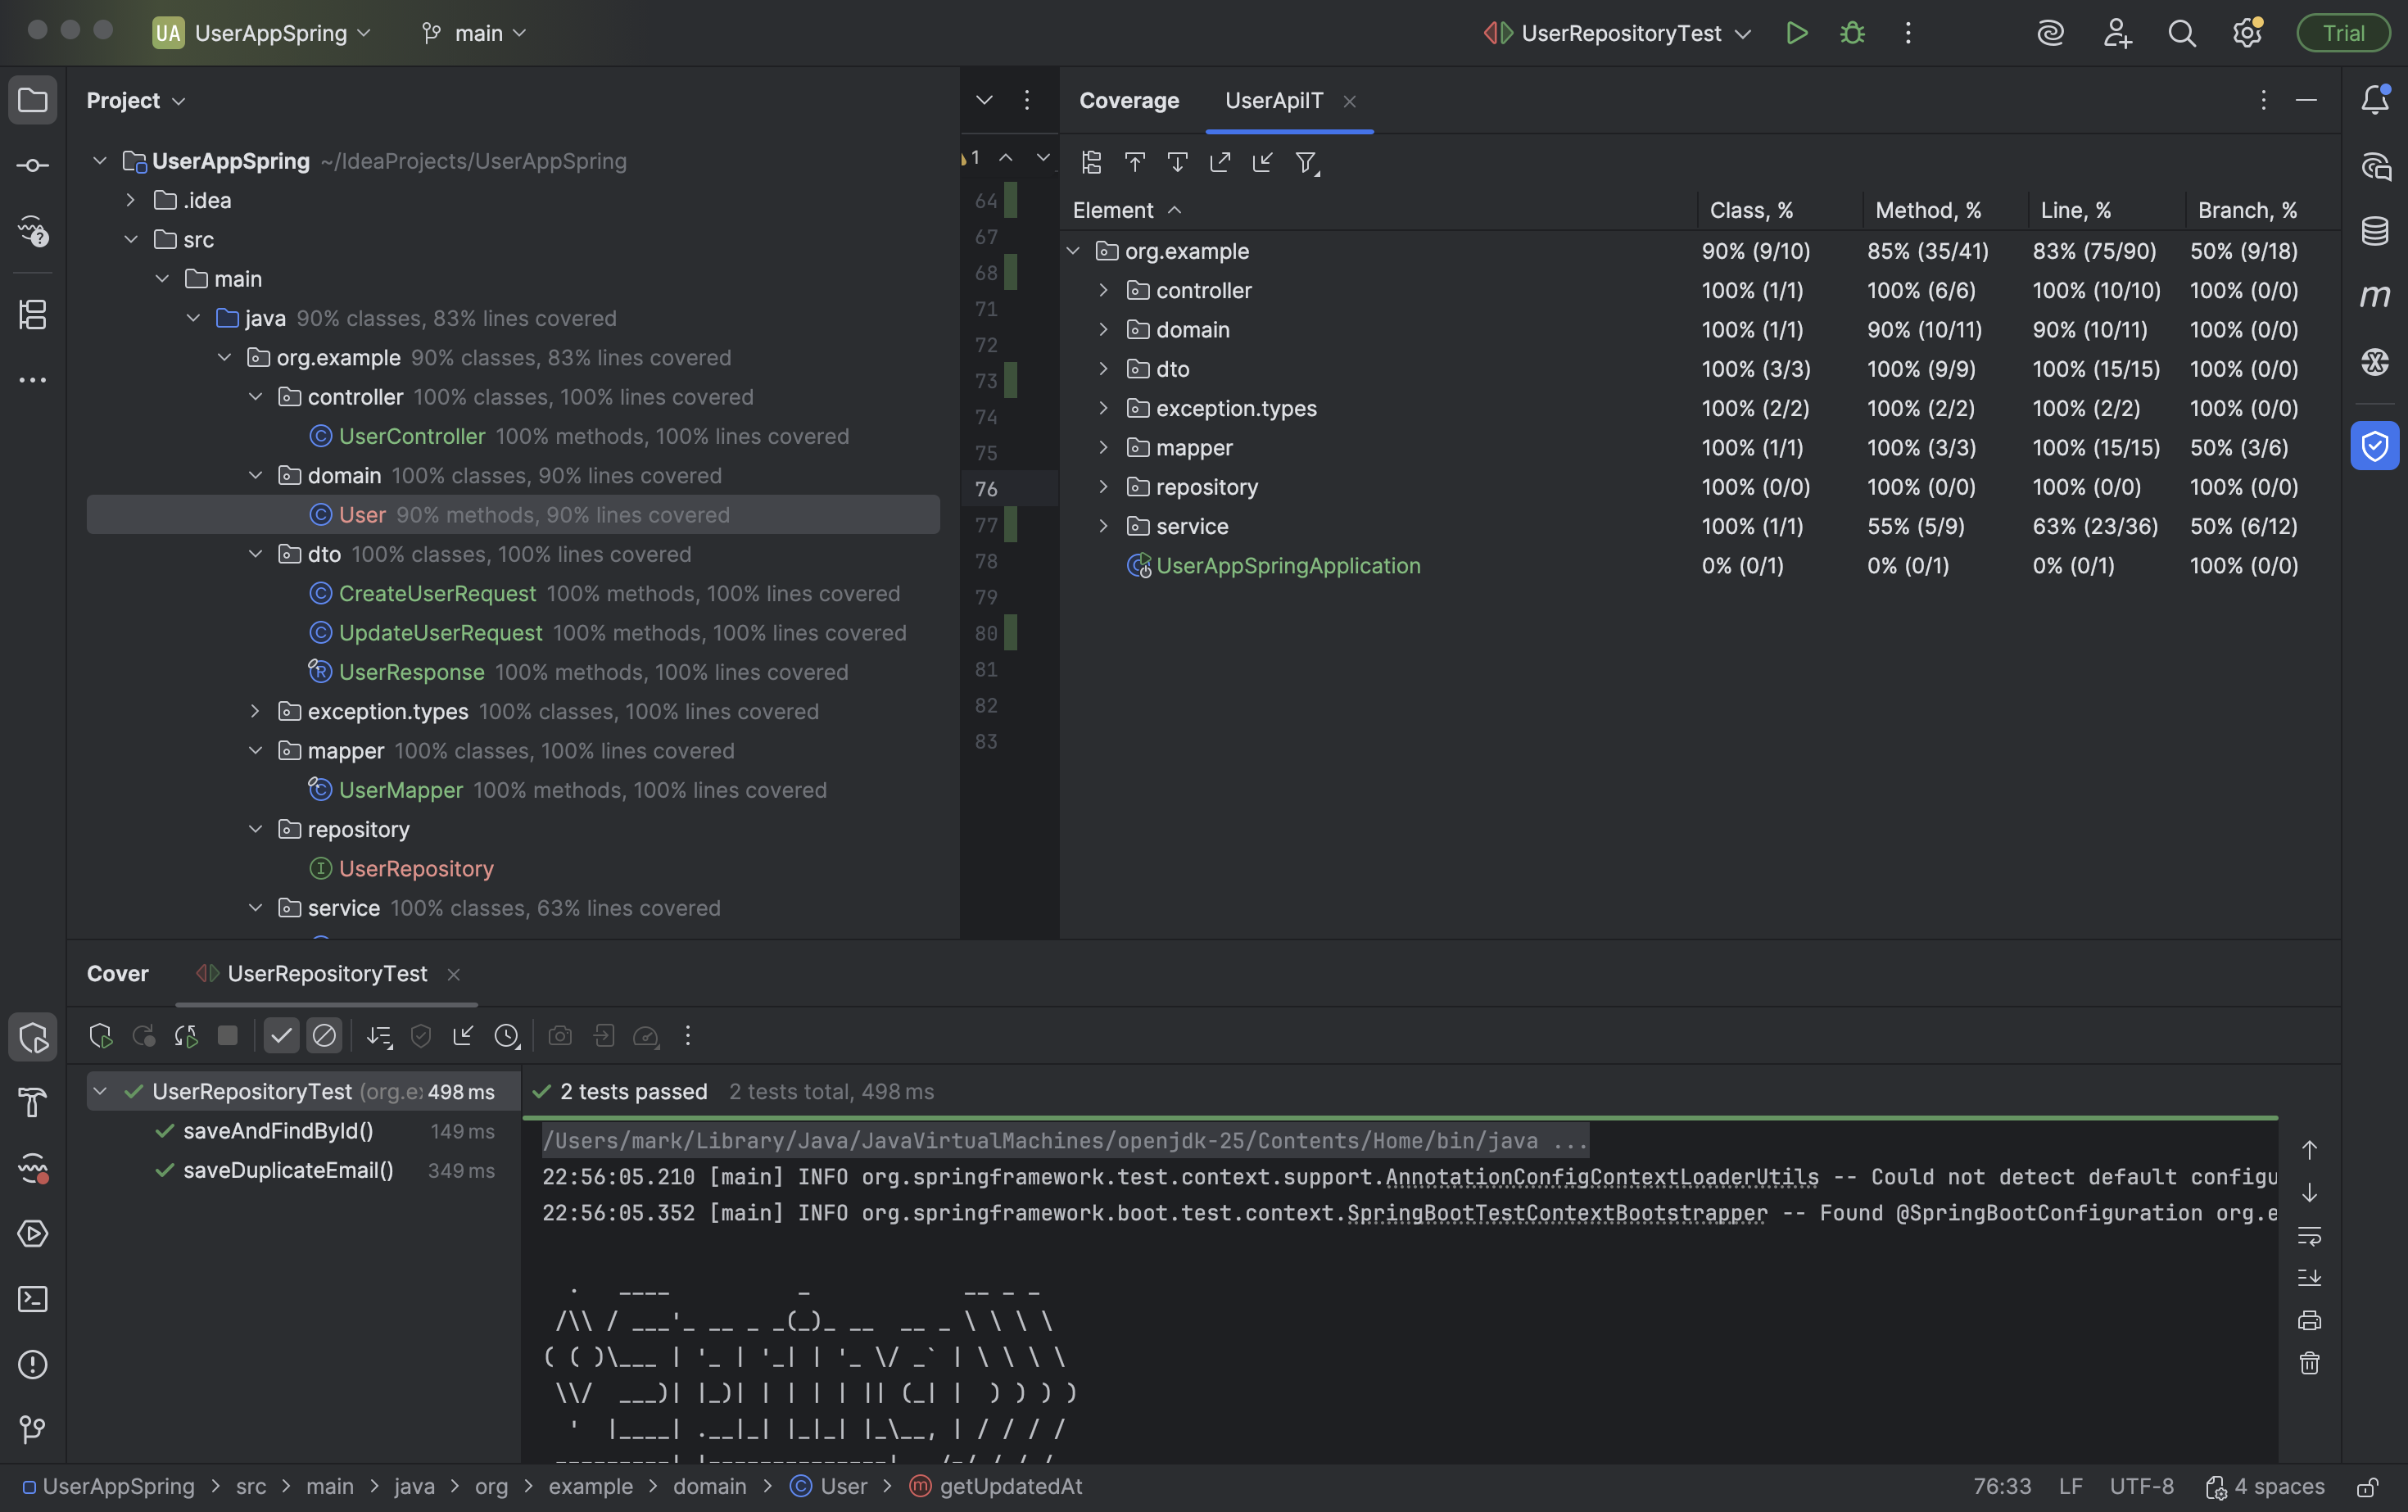 UA UserAppSpring main UserRepositoryTest Trial
Project
UserAppSpring ~/IdeaProjects/UserAppSpring
.idea
src
main
java 90% classes, 83% lines covered
org.example 90% classes, 83% lines covered
controller 100% classes, 100% lines covered
UserController 100% methods, 100% lines covered
domain 100% classes, 90% lines covered
User 90% methods, 90% lines covered
dto 100% classes, 100% lines covered
CreateUserRequest 100% methods, 100% lines covered
UpdateUserRequest 100% methods, 100% lines covered
UserResponse 100% methods, 100% lines covered
exception.types 100% classes, 100% lines covered
mapper 100% classes, 100% lines covered
UserMapper 100% methods, 100% lines covered
repository
UserRepository
service 100% classes, 63% lines covered
1
64
67
68
71
72
73
74
75
76
77
78
79
80
81
82
83
Coverage UserApiIT
Element Class, % Method, % Line, % Branch, %
org.example 90% (9/10) 85% (35/41) 83% (75/90) 50% (9/18)
controller 100% (1/1) 100% (6/6) 100% (10/10) 100% (0/0)
domain 100% (1/1) 90% (10/11) 90% (10/11) 100% (0/0)
dto 100% (3/3) 100% (9/9) 100% (15/15) 100% (0/0)
exception.types 100% (2/2) 100% (2/2) 100% (2/2) 100% (0/0)
mapper 100% (1/1) 100% (3/3) 100% (15/15) 50% (3/6)
repository 100% (0/0) 100% (0/0) 100% (0/0) 100% (0/0)
service 100% (1/1) 55% (5/9) 63% (23/36) 50% (6/12)
UserAppSpringApplication 0% (0/1) 0% (0/1) 0% (0/1) 100% (0/0)
Cover UserRepositoryTest
UserRepositoryTest (org.e 498 ms
saveAndFindById() 149 ms
saveDuplicateEmail() 349 ms
2 tests passed 2 tests total, 498 ms
/Users/mark/Library/Java/JavaVirtualMachines/openjdk-25/Contents/Home/bin/java ...
22:56:05.210 [main] INFO org.springframework.test.context.support.AnnotationConfigContextLoaderUtils -- Could not detect default configu
22:56:05.352 [main] INFO org.springframework.boot.test.context.SpringBootTestContextBootstrapper -- Found @SpringBootConfiguration org.e
  .   ____          _            __ _ _
 /\\ / ___'_ __ _ _(_)_ __  __ _ \ \ \ \
( ( )\___ | '_ | '_| | '_ \/ _` | \ \ \ \
 \\/  ___)| |_)| | | | | || (_| |  ) ) ) )
  '  |____| .__|_| |_|_| |_\__, | / / / /
UserAppSpring > src > main > java > org > example > domain > User > getUpdatedAt 76:33 LF UTF-8 4 spaces